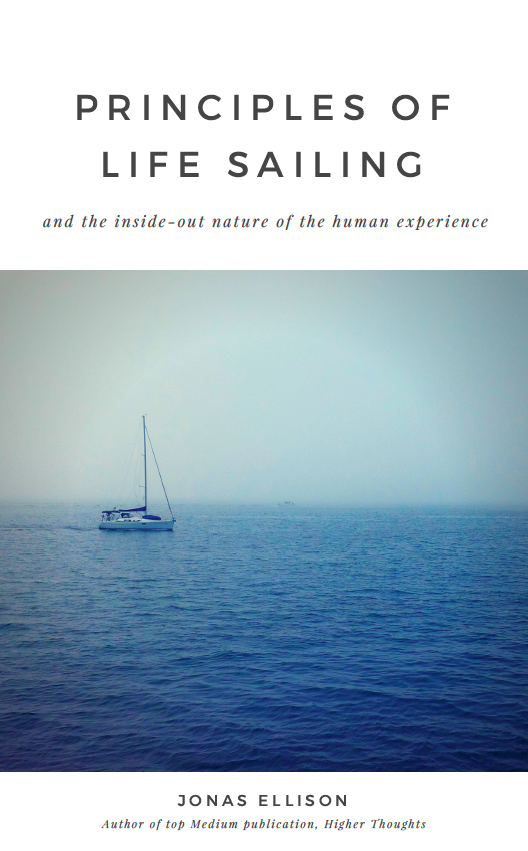 PRINCIPLES OF
LIFE SAILING
and the inside-out nature of the human experience
JONAS ELLISON
Author of top Medium publication, Higher Thoughts